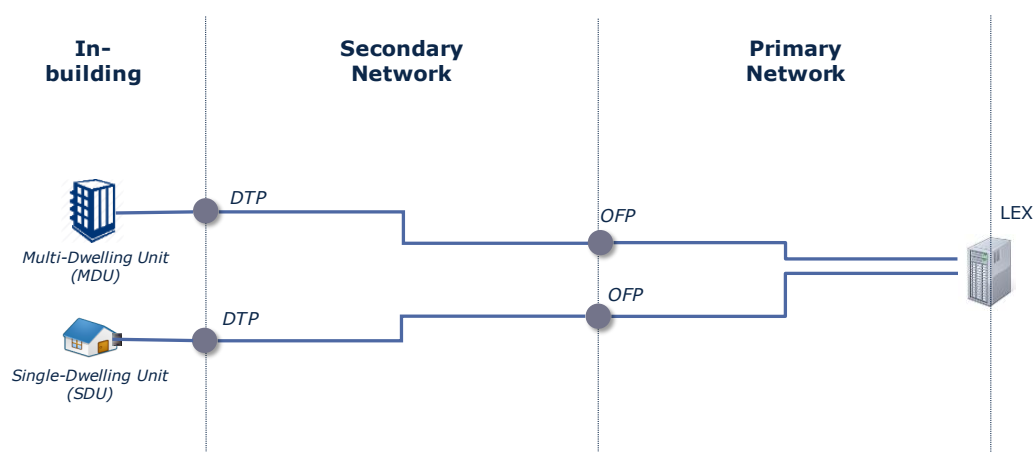 In-
building
Secondary
Network
Primary
Network
DTP
OFP
LEX
Multi-Dwelling Unit
(MDU)
DTP
OFP
Single-Dwelling Unit
(SDU)